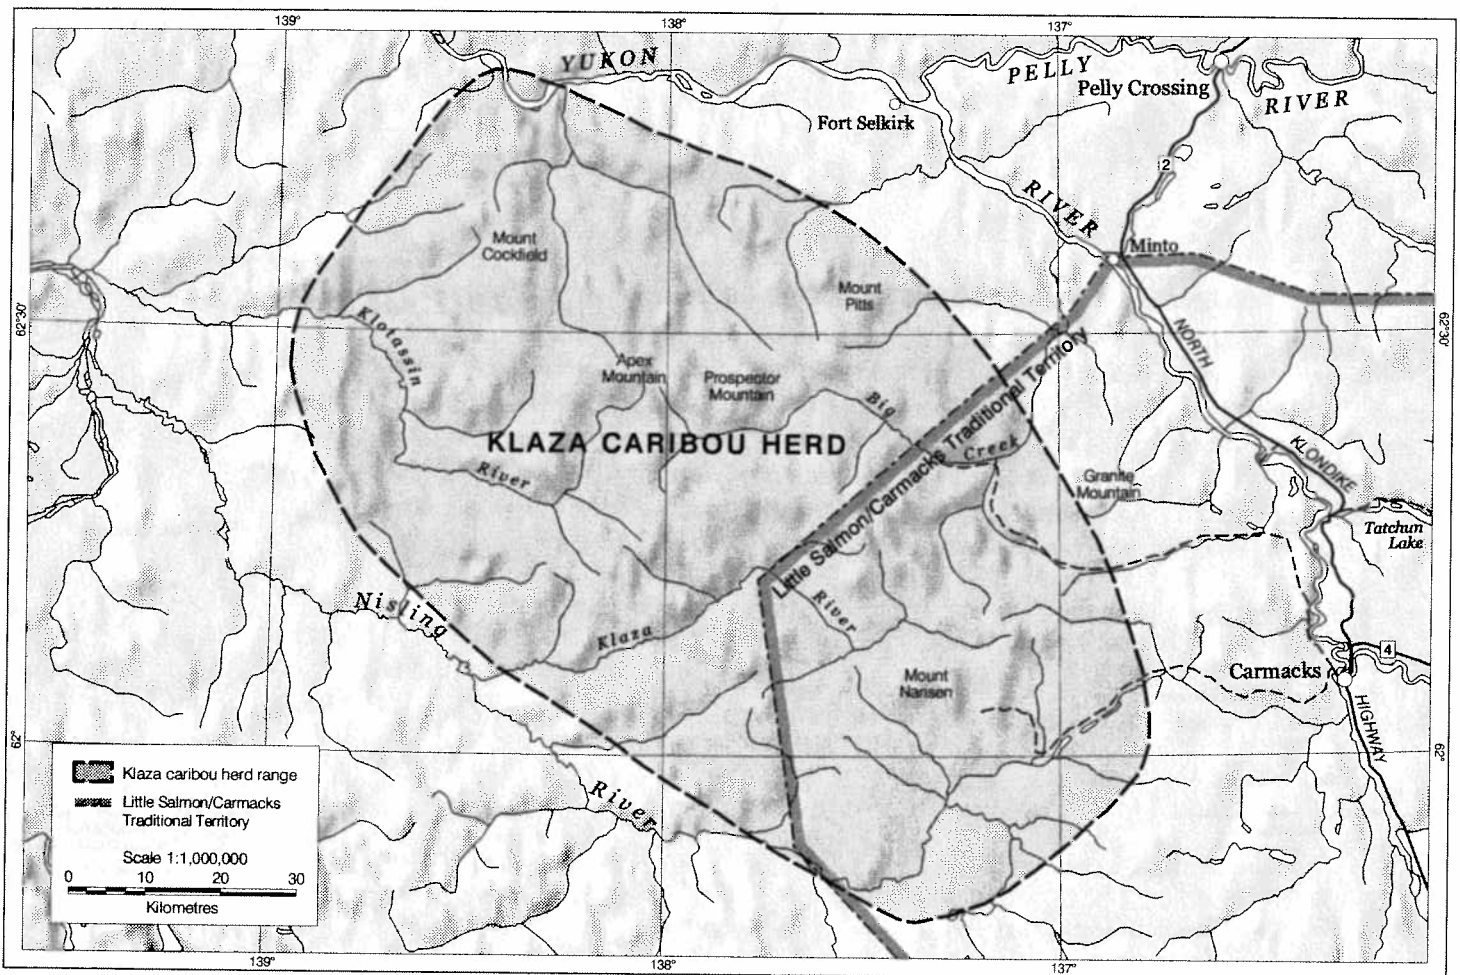 139°
138°
137°
YUKON
PELLY
Pelly Crossing
RIVER
Fort Selkirk
2
RIVER
Minto
Mount
Cockfield
Mount
Pitts
62°30'
62°30'
Klotassin
NORTH
Apex
Mountain
Prospector
Mountain
Big
Little Salmon/Carmacks Traditional Territory
KLAZA CARIBOU HERD
Creek
KLONDIKE
River
Granite
Mountain
Tatchun
Lake
Nisling
Klaza
River
Mount
Nansen
Carmacks
4
HIGHWAY
62°
62°
River
Klaza caribou herd range
Little Salmon/Carmacks
Traditional Territory
Scale 1:1,000,000
0 10 20 30
Kilometres
139°
138°
137°